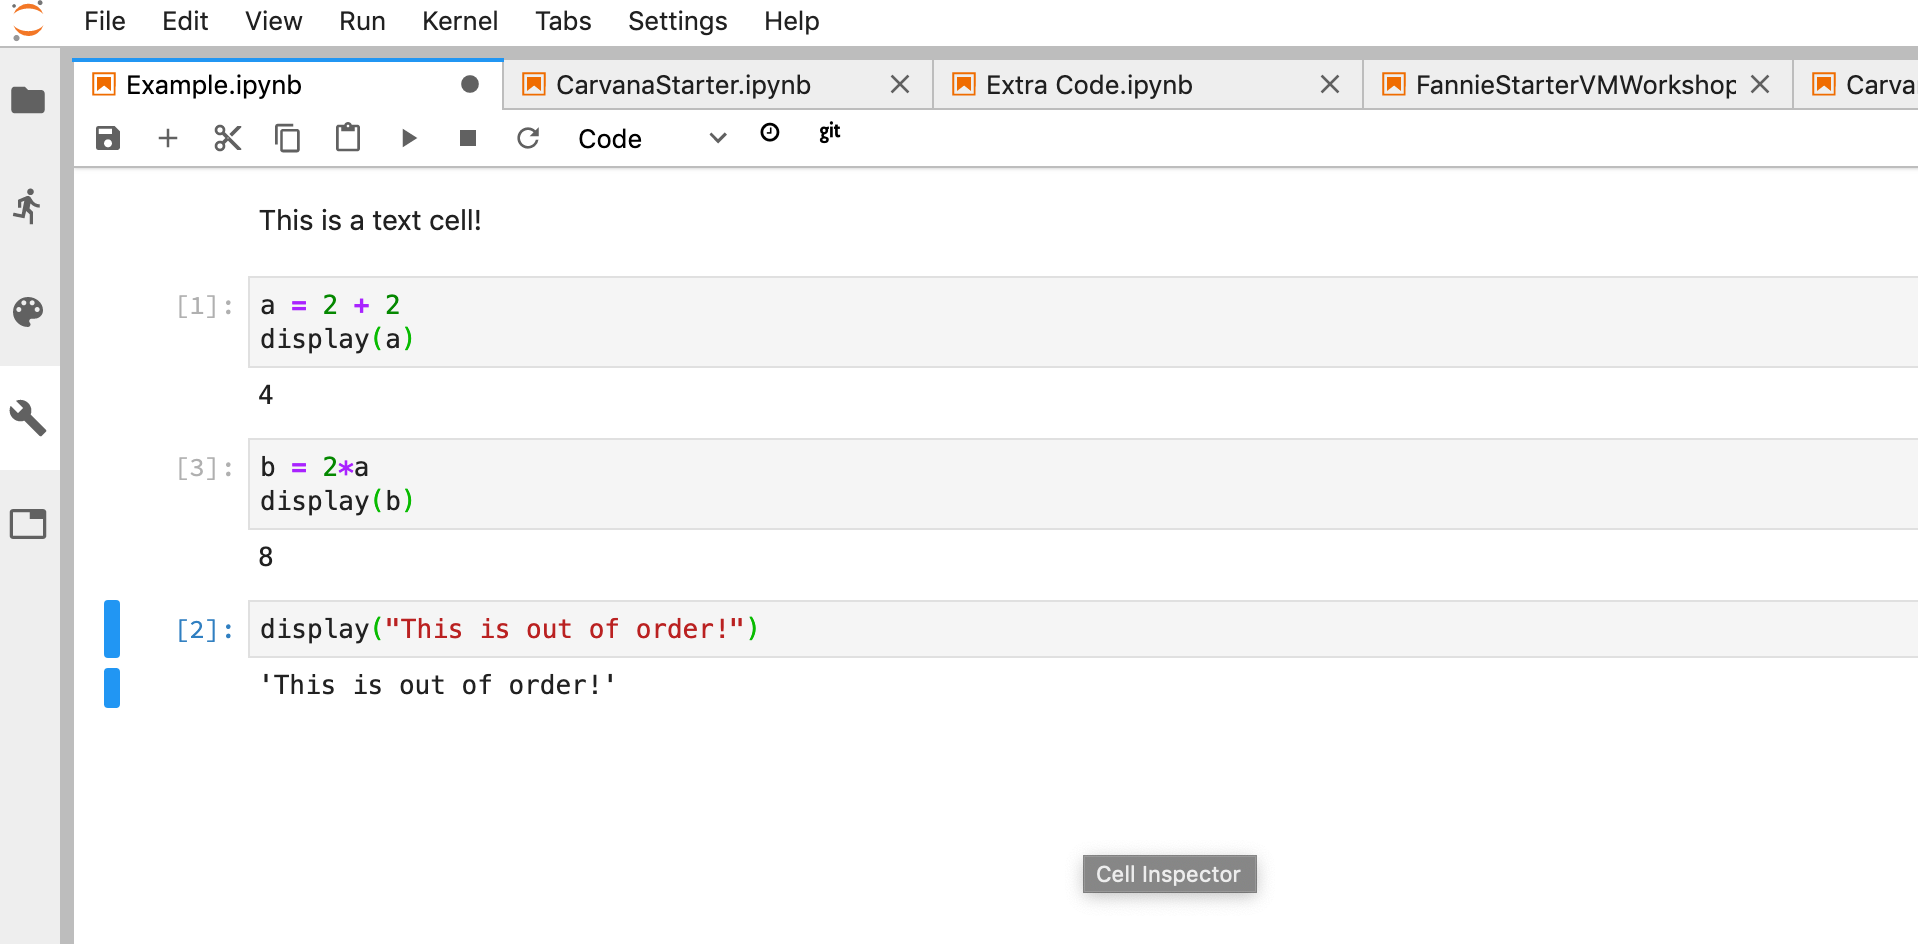 File Edit View Run Kernel Tabs Settings Help
Example.ipynb CarvanaStarter.ipynb Extra Code.ipynb FannieStarterVMWorkshop Carva
Code git
This is a text cell!
[1]: a = 2 + 2
display(a)
4
[3]: b = 2*a
display(b)
8
[2]: display("This is out of order!")
'This is out of order!'
Cell Inspector